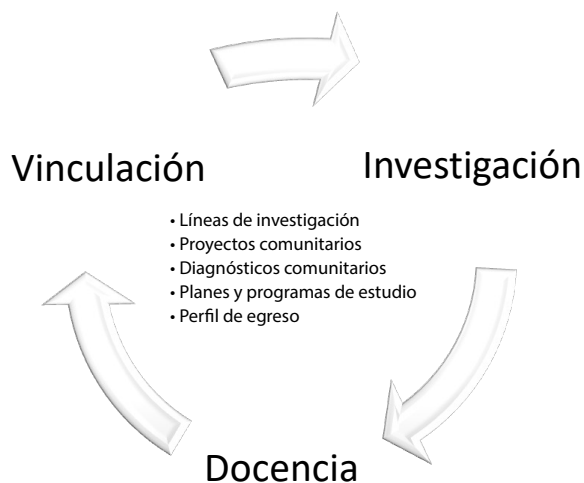 Vinculación
Investigación
• Líneas de investigación
• Proyectos comunitarios
• Diagnósticos comunitarios
• Planes y programas de estudio
• Perfil de egreso
Docencia